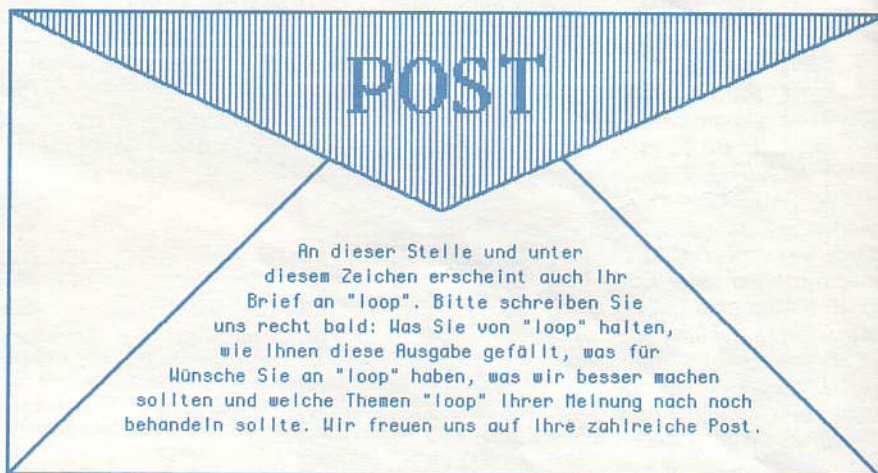 POST
An dieser Stelle und unter
diesem Zeichen erscheint auch Ihr
Brief an "loop". Bitte schreiben Sie
uns recht bald: Was Sie von "loop" halten,
wie Ihnen diese Ausgabe gefällt, was für
Wünsche Sie an "loop" haben, was wir besser machen
sollten und welche Themen "loop" Ihrer Meinung nach noch
behandeln sollte. Wir freuen uns auf Ihre zahlreiche Post.